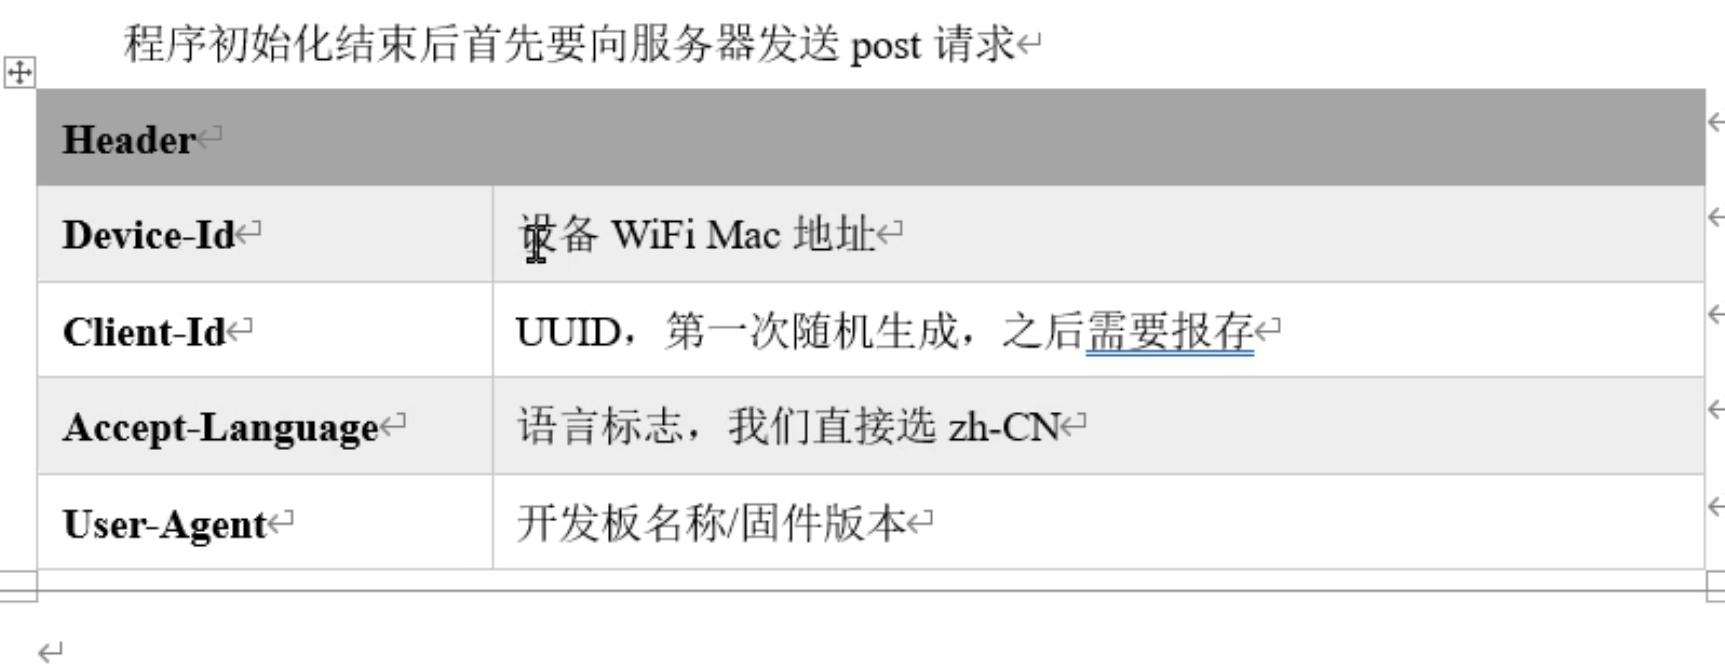 程序初始化结束后首先要向服务器发送 post 请求
Header
Device-Id 设备 WiFi Mac 地址
Client-Id UUID，第一次随机生成，之后需要报存
Accept-Language 语言标志，我们直接选 zh-CN
User-Agent 开发板名称/固件版本